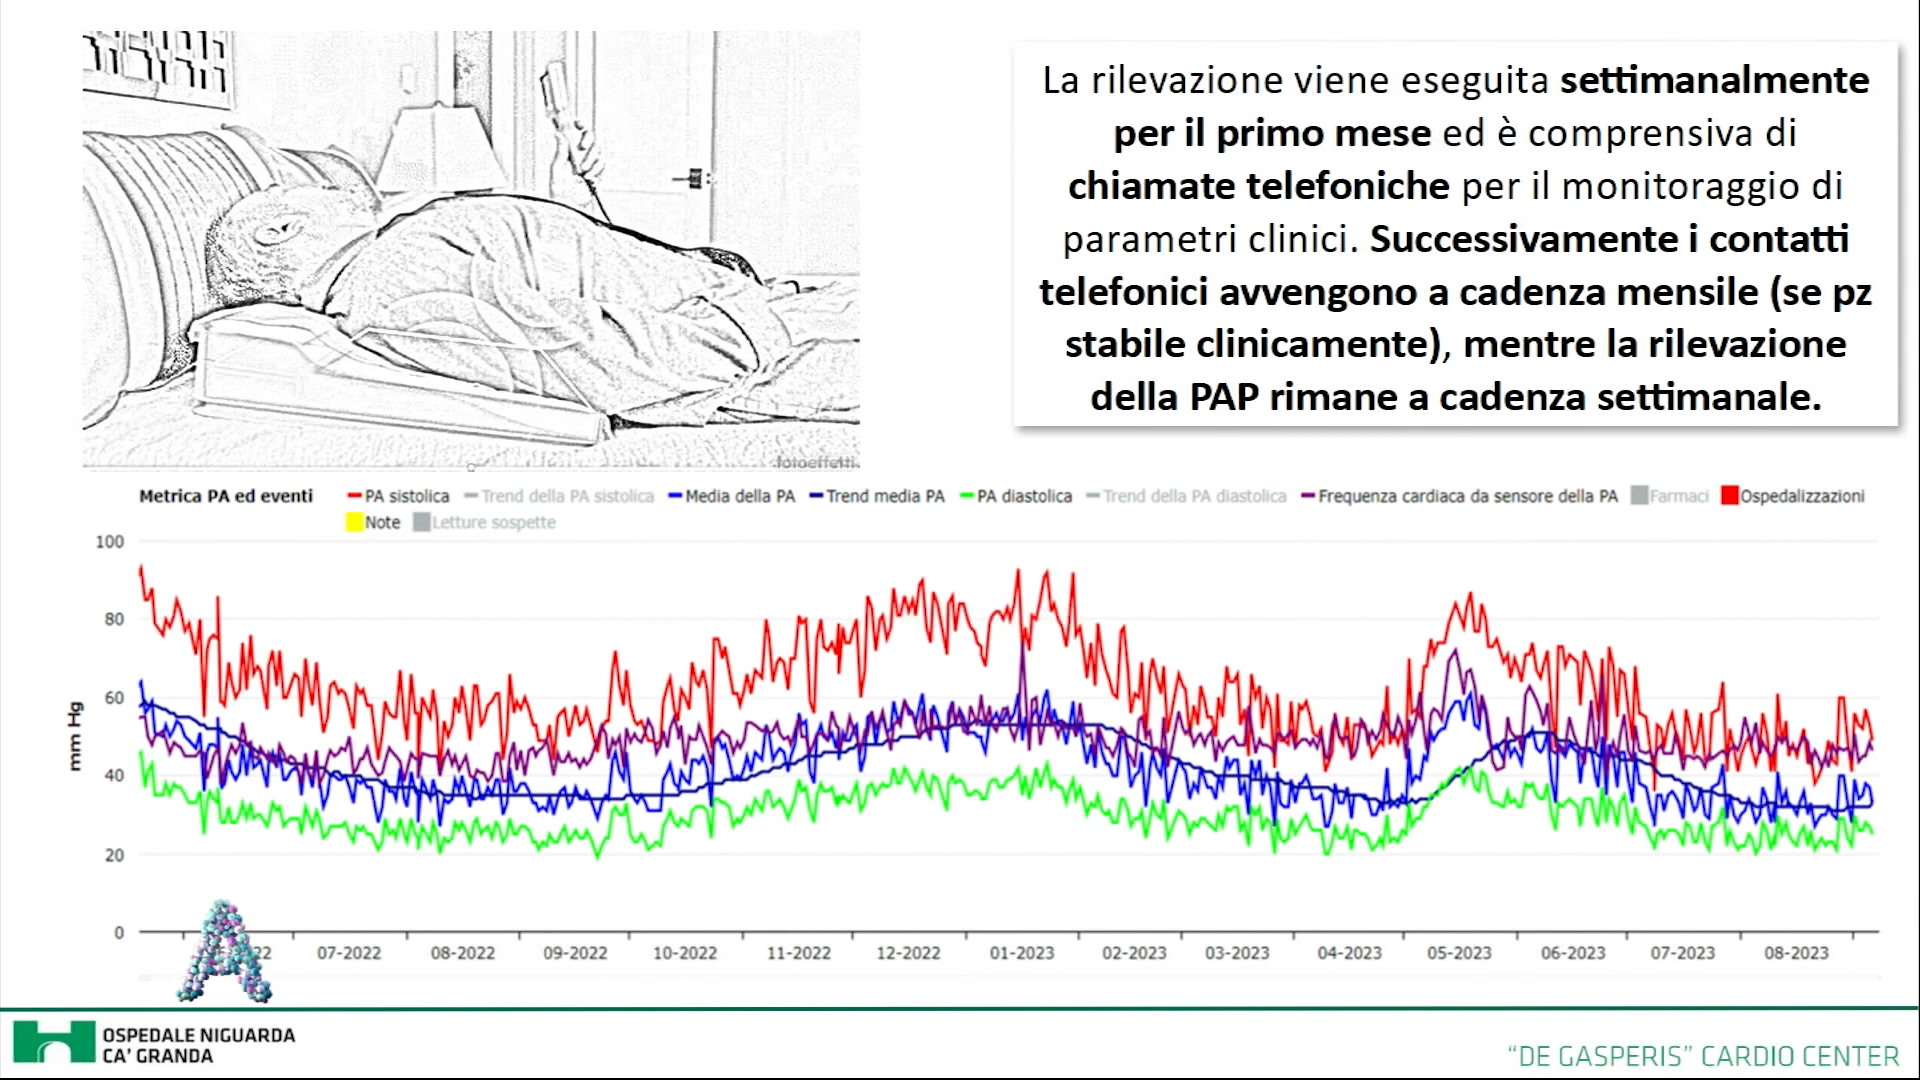 La rilevazione viene eseguita settimanalmente
per il primo mese ed è comprensiva di
chiamate telefoniche per il monitoraggio di
parametri clinici. Successivamente i contatti
telefonici avvengono a cadenza mensile (se pz
stabile clinicamente), mentre la rilevazione
della PAP rimane a cadenza settimanale.
fotoeffetti
Metrica PA ed eventi PA sistolica Trend della PA sistolica Media della PA Trend media PA PA diastolica Trend della PA diastolica Frequenza cardiaca da sensore della PA Farmaci Ospedalizzazioni
Note Letture sospette
mm Hg
100
80
60
40
20
0
22 07-2022 08-2022 09-2022 10-2022 11-2022 12-2022 01-2023 02-2023 03-2023 04-2023 05-2023 06-2023 07-2023 08-2023
A
OSPEDALE NIGUARDA
CA' GRANDA
"DE GASPERIS" CARDIO CENTER